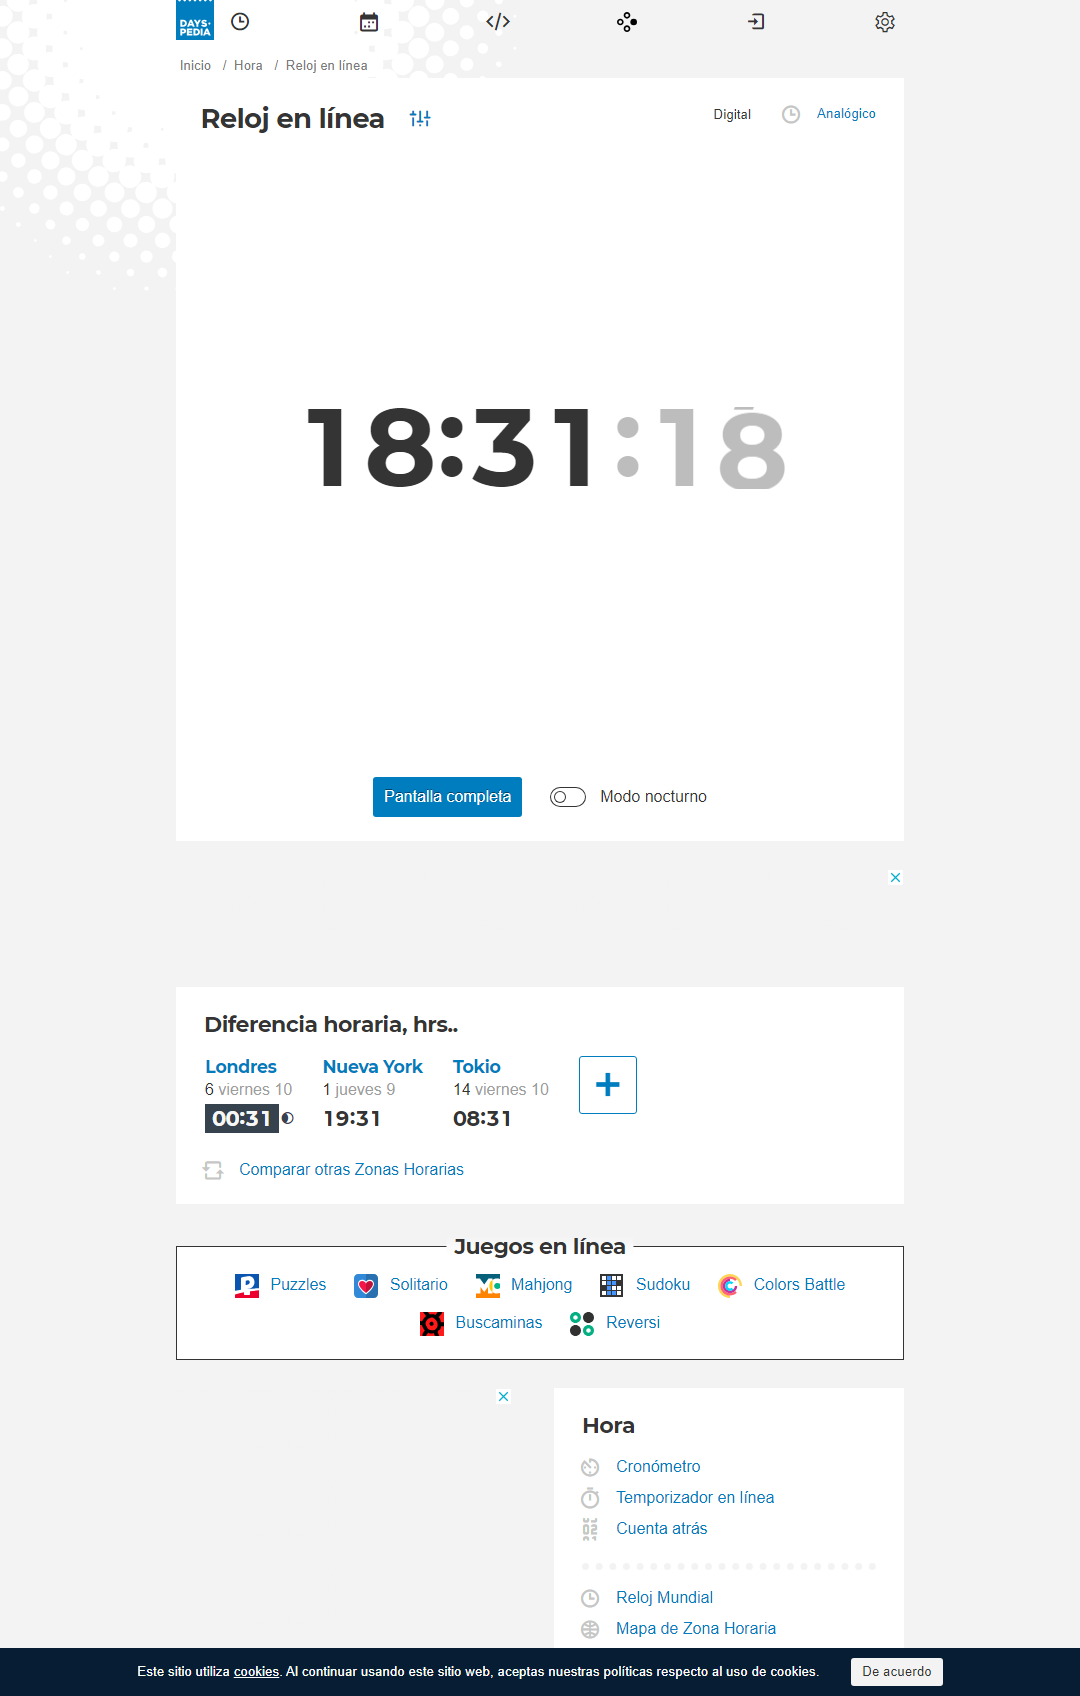 DAYS•
PEDIA
Inicio / Hora / Reloj en línea
Reloj en línea
Digital
Analógico
18:31:18
Pantalla completa
Modo nocturno
Diferencia horaria, hrs..
Londres Nueva York Tokio
6 viernes 10 1 jueves 9 14 viernes 10
00:31 19:31 08:31
Comparar otras Zonas Horarias
Juegos en línea
Puzzles Solitario Mahjong Sudoku Colors Battle
Buscaminas Reversi
Hora
Cronómetro
Temporizador en línea
Cuenta atrás
Reloj Mundial
Mapa de Zona Horaria
Este sitio utiliza cookies. Al continuar usando este sitio web, aceptas nuestras políticas respecto al uso de cookies.
De acuerdo